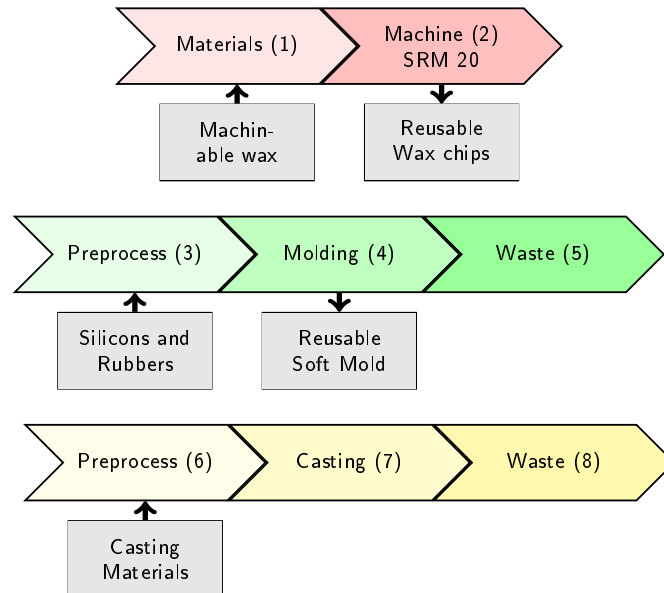 Materials (1)
Machine (2)
SRM 20
Machin-
able wax
Reusable
Wax chips
Preprocess (3)
Molding (4)
Waste (5)
Silicons and
Rubbers
Reusable
Soft Mold
Preprocess (6)
Casting (7)
Waste (8)
Casting
Materials